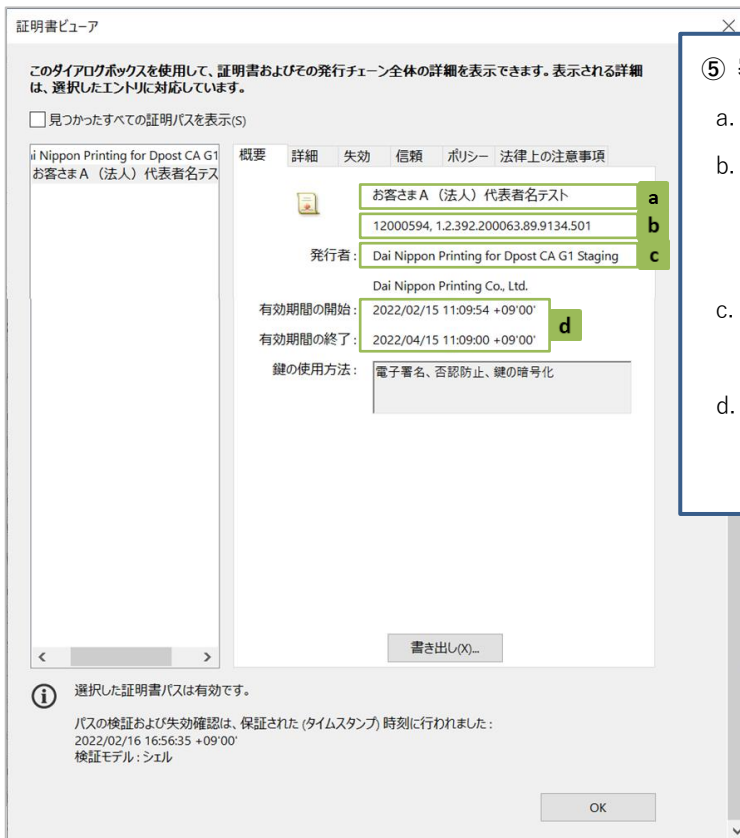 証明書ビューア
このダイアログボックスを使用して、証明書およびその発行チェーン全体の詳細を表示できます。表示される詳細
は、選択したエントリに対応しています。
見つかったすべての証明パスを表示(S)
i Nippon Printing for Dpost CA G1
お客さまA（法人）代表者名テス
概要 詳細 失効 信頼 ポリシー 法律上の注意事項
お客さまA（法人）代表者名テスト a
12000594, 1.2.392.200063.89.9134.501 b
発行者： Dai Nippon Printing for Dpost CA G1 Staging c
Dai Nippon Printing Co., Ltd.
有効期間の開始： 2022/02/15 11:09:54 +09'00'
d
有効期間の終了： 2022/04/15 11:09:00 +09'00'
鍵の使用方法： 電子署名、否認防止、鍵の暗号化
書き出し(X)...
選択した証明書パスは有効です。
パスの検証および失効確認は、保証された (タイムスタンプ) 時刻に行われました：
2022/02/16 16:56:35 +09'00'
検証モデル：シェル
OK
⑤
a.
b.
c.
d.